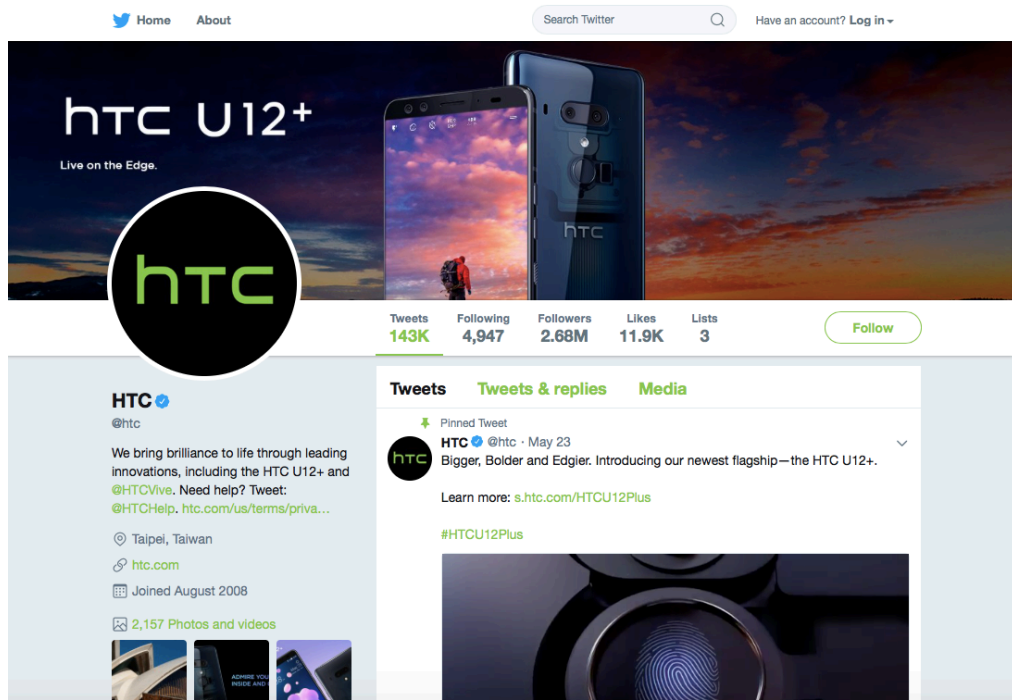 Home About Search Twitter Have an account? Log in
hTC U12+
Live on the Edge.
hTC
hTC
Tweets Following Followers Likes Lists
143K 4,947 2.68M 11.9K 3
Follow
HTC
@htc
We bring brilliance to life through leading
innovations, including the HTC U12+ and
@HTCVive. Need help? Tweet:
@HTCHelp. htc.com/us/terms/priva…
Taipei, Taiwan
htc.com
Joined August 2008
2,157 Photos and videos
ADMIRE YOU
INSIDE AND
Tweets Tweets & replies Media
Pinned Tweet
hTC
HTC @htc · May 23
Bigger, Bolder and Edgier. Introducing our newest flagship—the HTC U12+.
Learn more: s.htc.com/HTCU12Plus
#HTCU12Plus